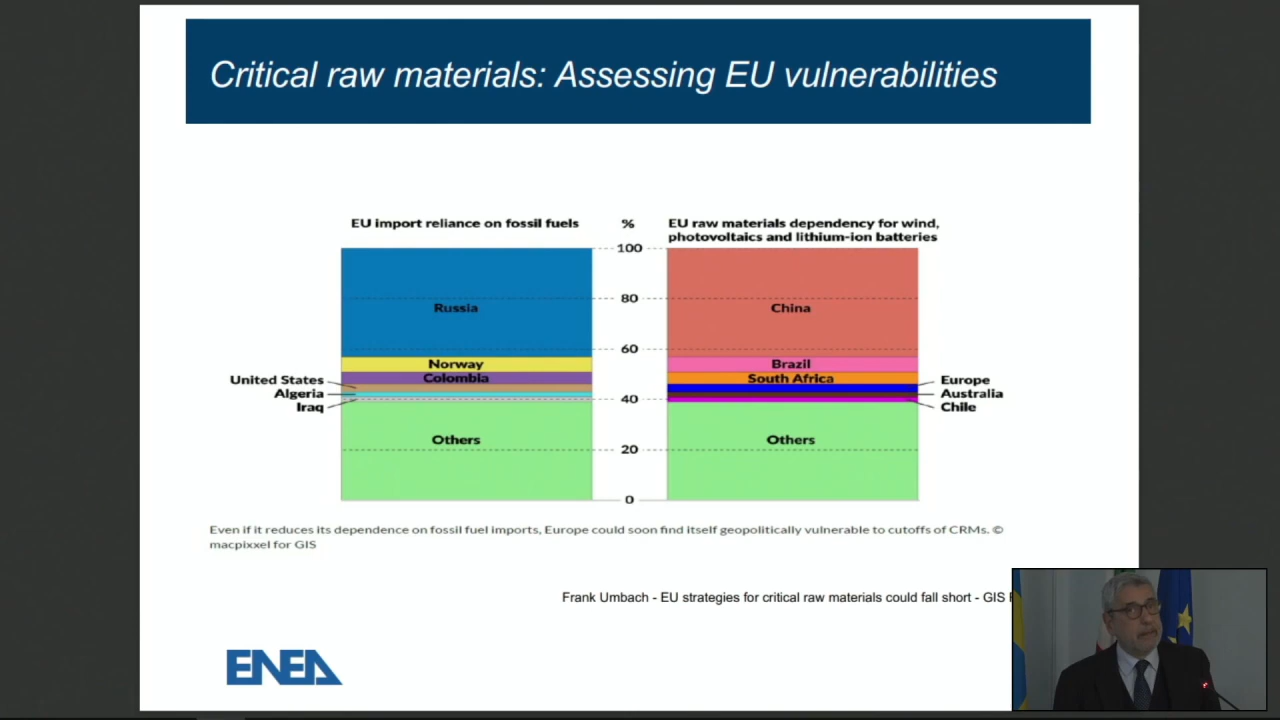 Critical raw materials: Assessing EU vulnerabilities
EU import reliance on fossil fuels
%
EU raw materials dependency for wind,
photovoltaics and lithium-ion batteries
100
80
60
40
20
0
Russia
Norway
Colombia
United States
Algeria
Iraq
Others
China
Brazil
South Africa
Europe
Australia
Chile
Others
Even if it reduces its dependence on fossil fuel imports, Europe could soon find itself geopolitically vulnerable to cutoffs of CRMs. ©
macpixxel for GIS
Frank Umbach - EU strategies for critical raw materials could fall short - GIS
ENEA